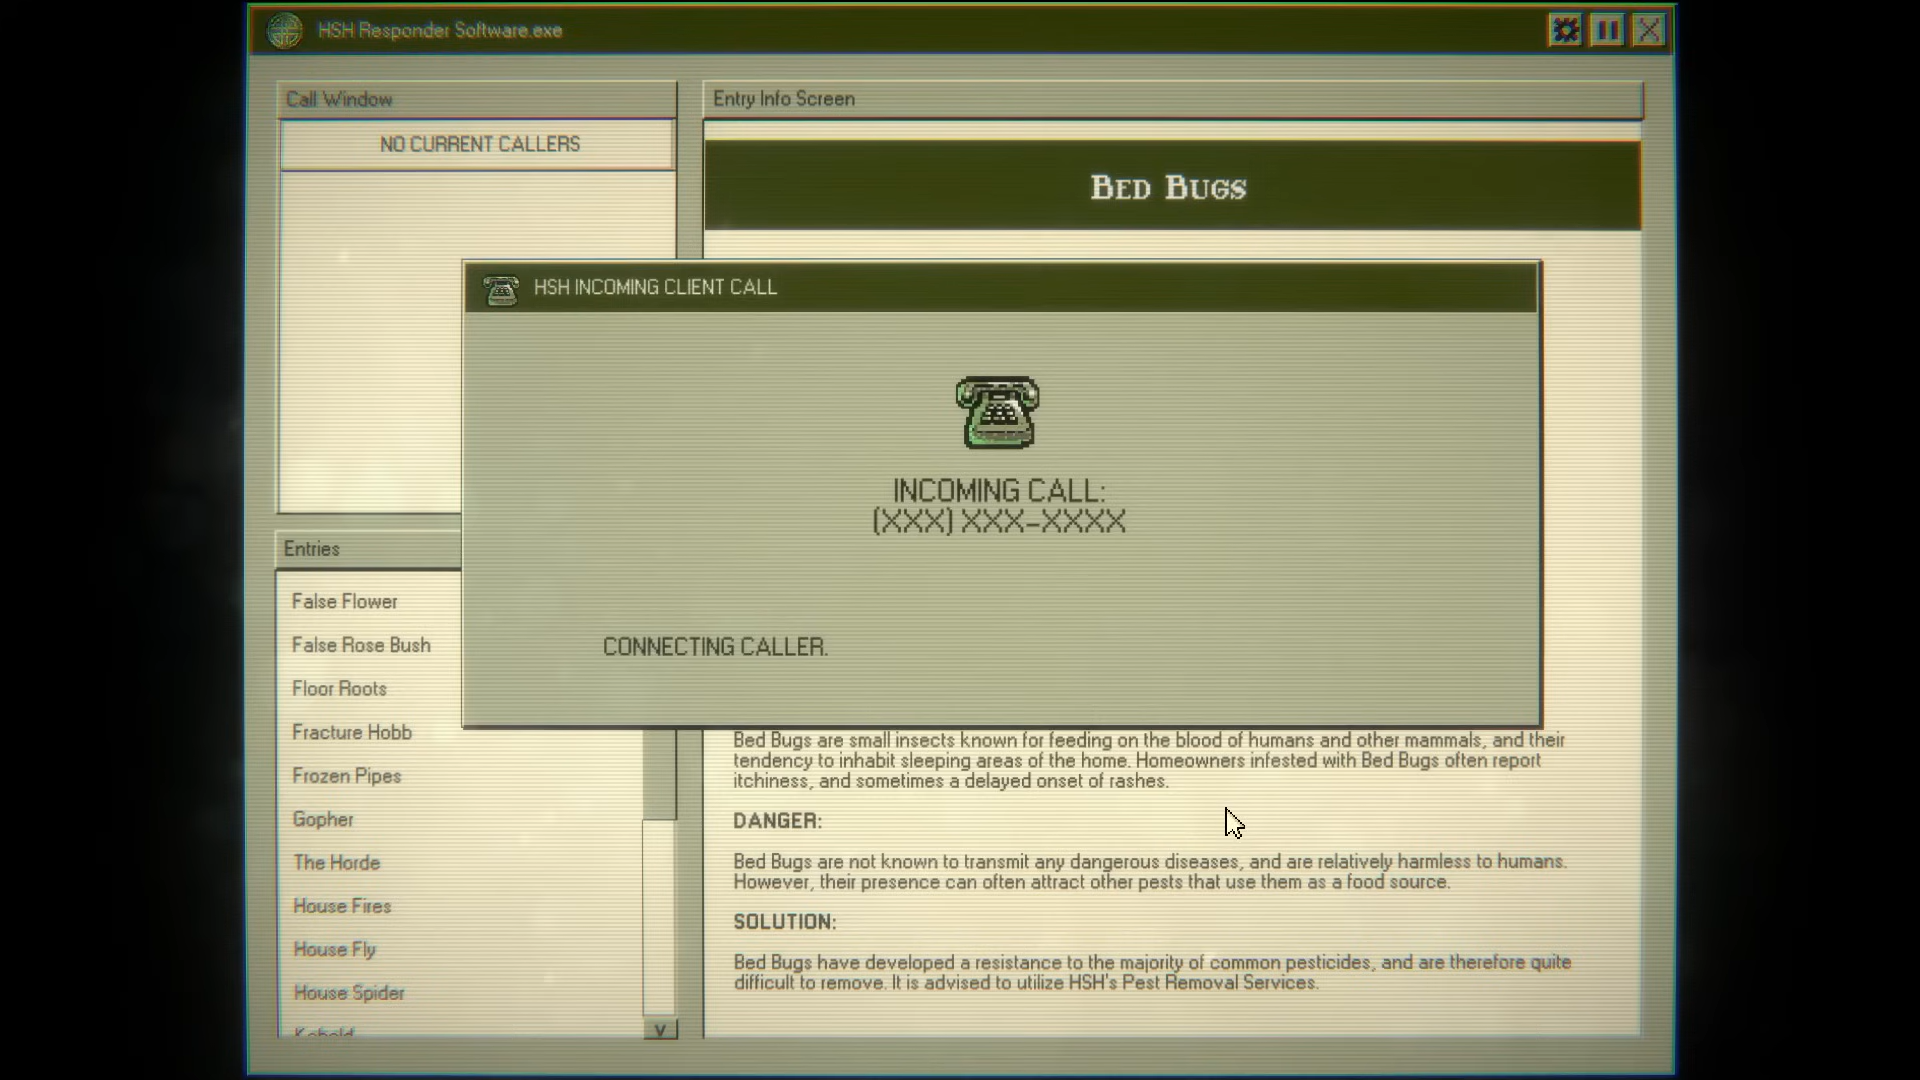 HSH Responder Software.exe
Call Window
NO CURRENT CALLERS
Entry Info Screen
BED BUGS
HSH INCOMING CLIENT CALL
INCOMING CALL:
(XXX) XXX-XXXX
CONNECTING CALLER.
Entries
False Flower
False Rose Bush
Floor Roots
Fracture Hobb
Frozen Pipes
Gopher
The Horde
House Fires
House Fly
House Spider
Kobold
V
Bed Bugs are small insects known for feeding on the blood of humans and other mammals, and their
tendency to inhabit sleeping areas of the home. Homeowners infested with Bed Bugs often report
itchiness, and sometimes a delayed onset of rashes.
DANGER:
Bed Bugs are not known to transmit any dangerous diseases, and are relatively harmless to humans.
However, their presence can often attract other pests that use them as a food source.
SOLUTION:
Bed Bugs have developed a resistance to the majority of common pesticides, and are therefore quite
difficult to remove. It is advised to utilize HSH's Pest Removal Services.